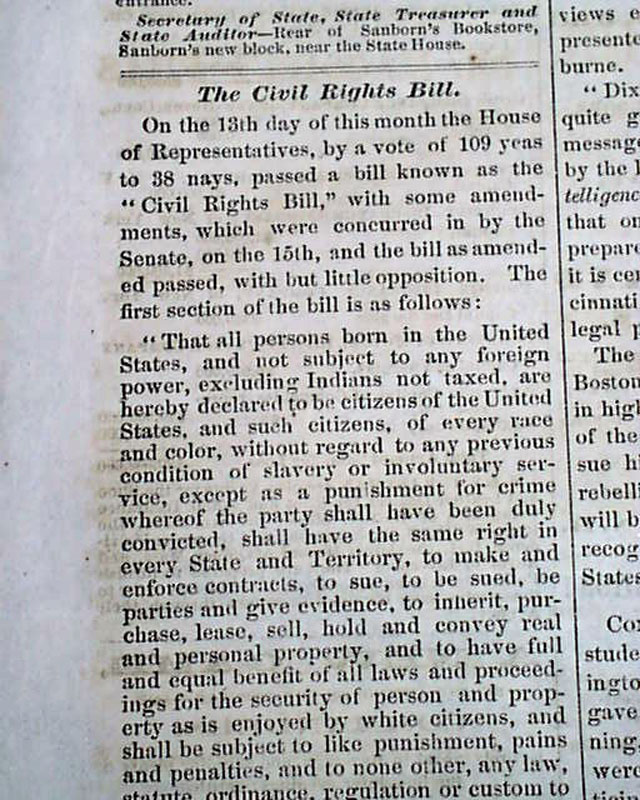 entrance.
Secretary of State, State Treasurer and
State Auditor—Rear of Sanborn's Bookstore,
Sanborn's new block, near the State House.
The Civil Rights Bill.
On the 13th day of this month the House
of Representatives, by a vote of 109 yeas
to 38 nays, passed a bill known as the
"Civil Rights Bill," with some amend-
ments, which were concurred in by the
Senate, on the 15th, and the bill as amend-
ed passed, with but little opposition. The
first section of the bill is as follows:
"That all persons born in the United
States, and not subject to any foreign
power, excluding Indians not taxed, are
hereby declared to be citizens of the United
States, and such citizens, of every race
and color, without regard to any previous
condition of slavery or involuntary ser-
vice, except as a punishment for crime
whereof the party shall have been duly
convicted, shall have the same right in
every State and Territory, to make and
enforce contracts, to sue, to be sued, be
parties and give evidence, to inherit, pur-
chase, lease, sell, hold and convey real
and personal property, and to have full
and equal benefit of all laws and proceed-
ings for the security of person and prop-
erty as is enjoyed by white citizens, and
shall be subject to like punishment, pains
and penalties, and to none other, any law,
statute, ordinance, regulation or custom to
views
presente
burne.
"Dix
quite g
message
by the
telligenc
that on
prepare
it is cer
cinnati
legal p
The
Boston
in high
of the
sue hi
rebelli
will b
recog
States
Con
stude
ingto
gave
ning,
were